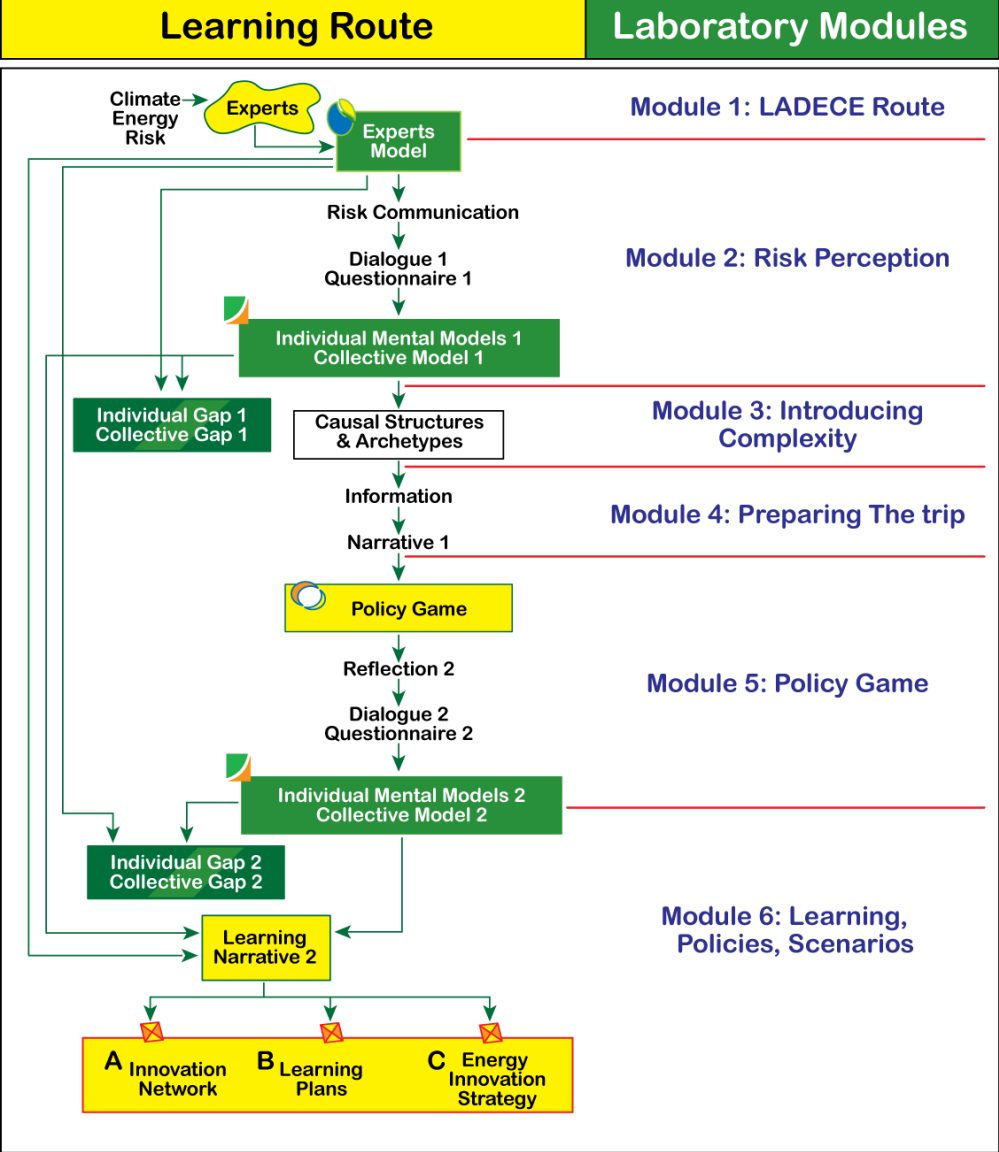 Learning Route
Laboratory Modules
Climate
Energy
Risk
Experts
Experts
Model
Module 1: LADECE Route
Risk Communication
Dialogue 1
Questionnaire 1
Module 2: Risk Perception
Individual Mental Models 1
Collective Model 1
Individual Gap 1
Collective Gap 1
Causal Structures
& Archetypes
Module 3: Introducing
Complexity
Information
Narrative 1
Module 4: Preparing The trip
Policy Game
Reflection 2
Dialogue 2
Questionnaire 2
Module 5: Policy Game
Individual Mental Models 2
Collective Model 2
Individual Gap 2
Collective Gap 2
Learning
Narrative 2
Module 6: Learning,
Policies, Scenarios
A Innovation
Network
B Learning
Plans
C Energy
Innovation
Strategy